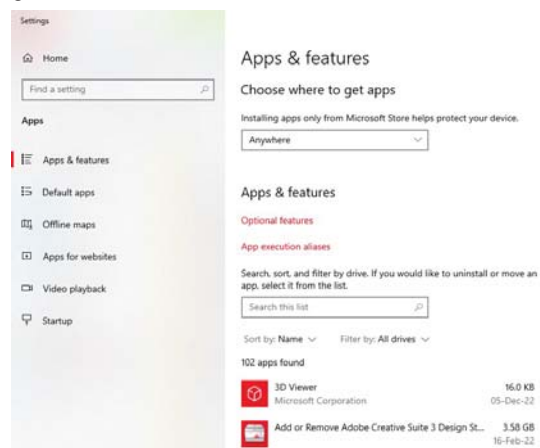 Settings
Home
Find a setting
Apps
Apps & features
Default apps
Offline maps
Apps for websites
Video playback
Startup
Apps & features
Choose where to get apps
Installing apps only from Microsoft Store helps protect your device.
Anywhere
Apps & features
Optional features
App execution aliases
Search, sort, and filter by drive. If you would like to uninstall or move an
app, select it from the list.
Search this list
Sort by: Name Filter by: All drives
102 apps found
3D Viewer 16.0 KB
Microsoft Corporation 05-Dec-22
Add or Remove Adobe Creative Suite 3 Design St... 3.58 GB
16-Feb-22